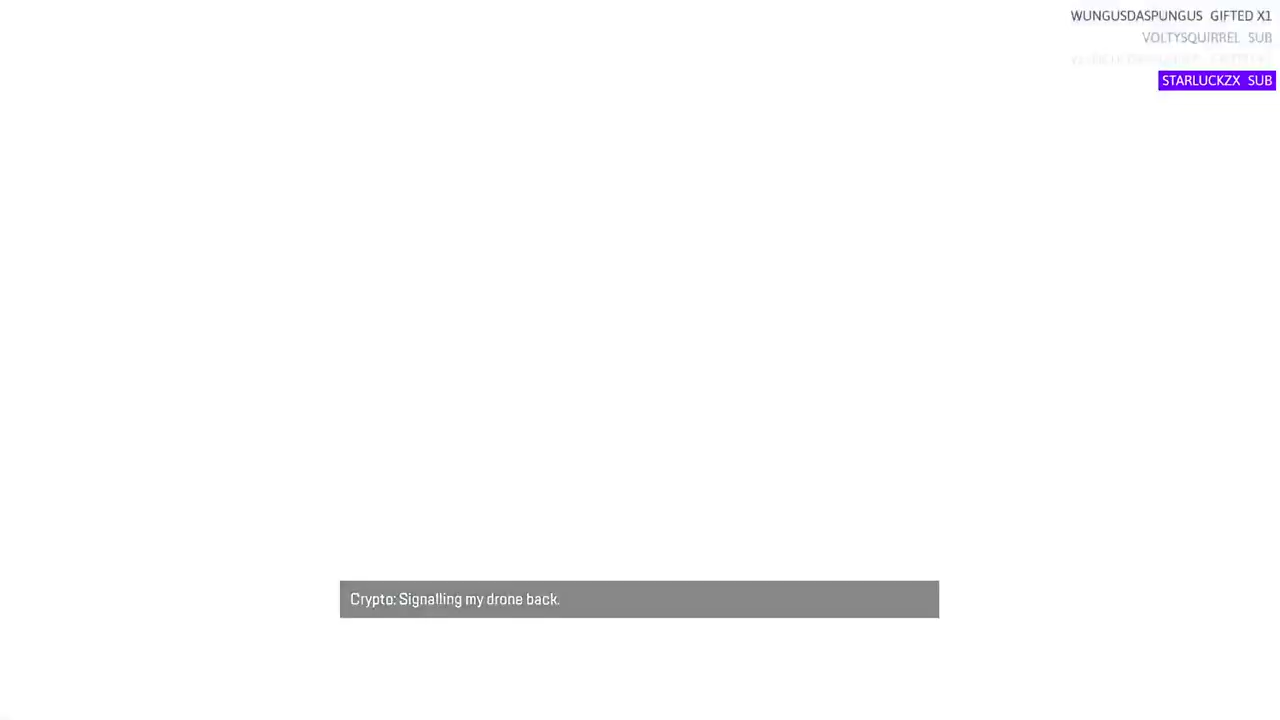 WUNGUSDASPUNGUS GIFTED X1
VOLTYSQUIRREL SUB
STARLUCKZX SUB
Crypto: Signalling my drone back.